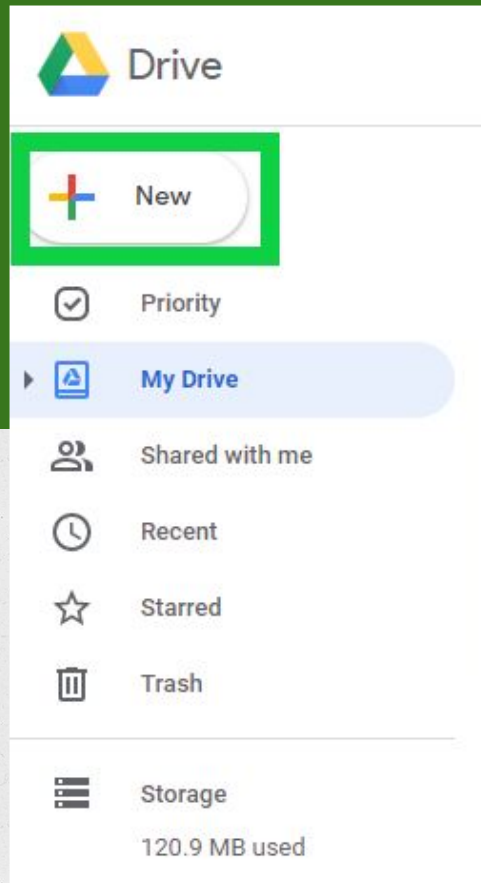 Drive
New
Priority
My Drive
Shared with me
Recent
Starred
Trash
Storage
120.9 MB used